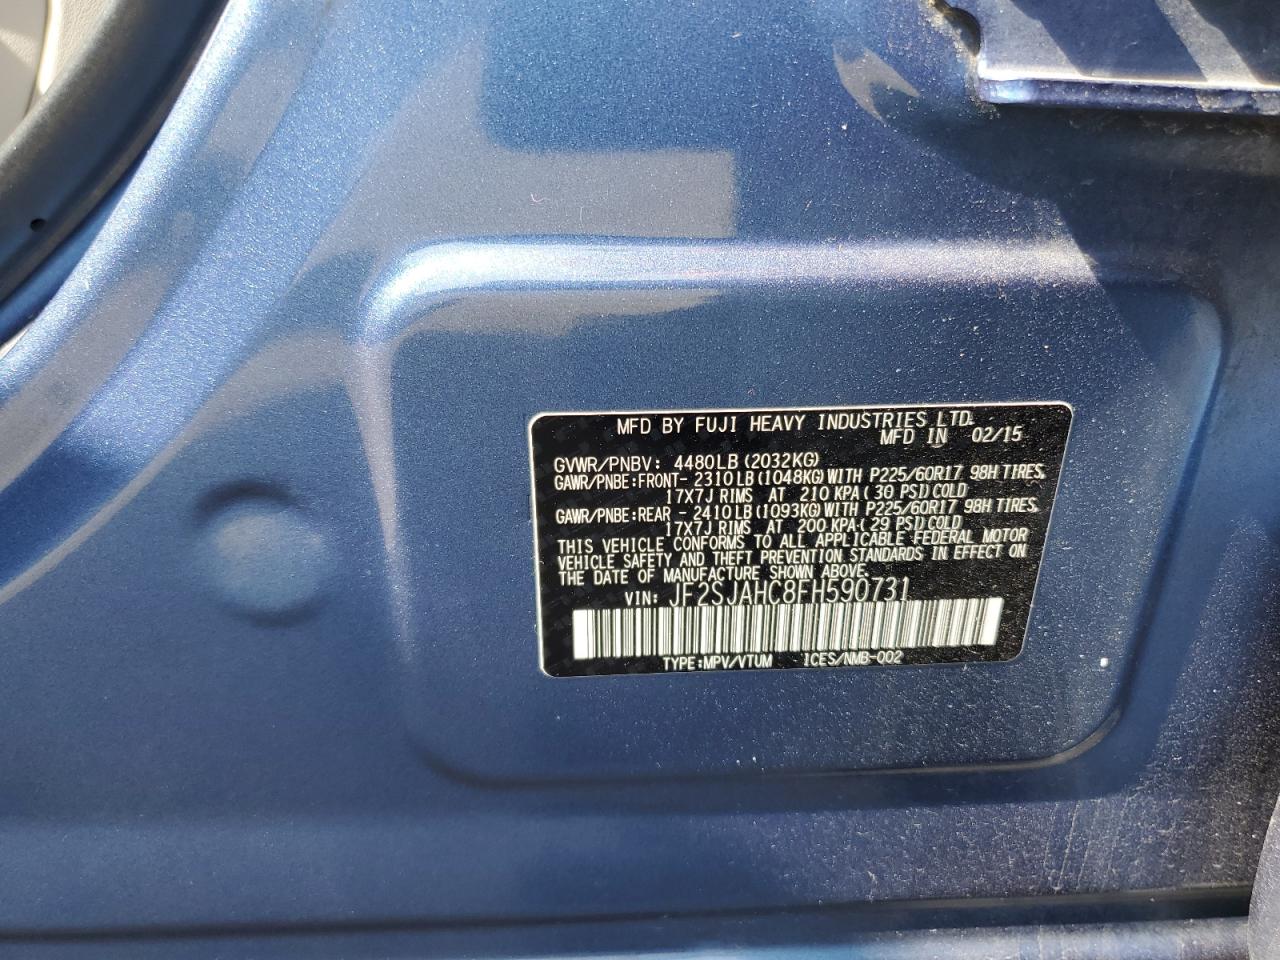 MFD BY FUJI HEAVY INDUSTRIES LTD.
MFD IN 02/15
GVWR/PNBV: 4480LB (2032KG)
GAWR/PNBE:FRONT- 2310LB (1048KG) WITH P225/60R17 98H TIRES,
17X7J RIMS AT 210 KPA ( 30 PSI) COLD
GAWR/PNBE:REAR - 2410LB (1093KG) WITH P225/60R17 98H TIRES,
17X7J RIMS AT 200 KPA ( 29 PSI) COLD
THIS VEHICLE CONFORMS TO ALL APPLICABLE FEDERAL MOTOR
VEHICLE SAFETY AND THEFT PREVENTION STANDARDS IN EFFECT ON
THE DATE OF MANUFACTURE SHOWN ABOVE.
VIN: JF2SJAHC8FH590731
TYPE:MPV/VTUM ICES/NMB-002